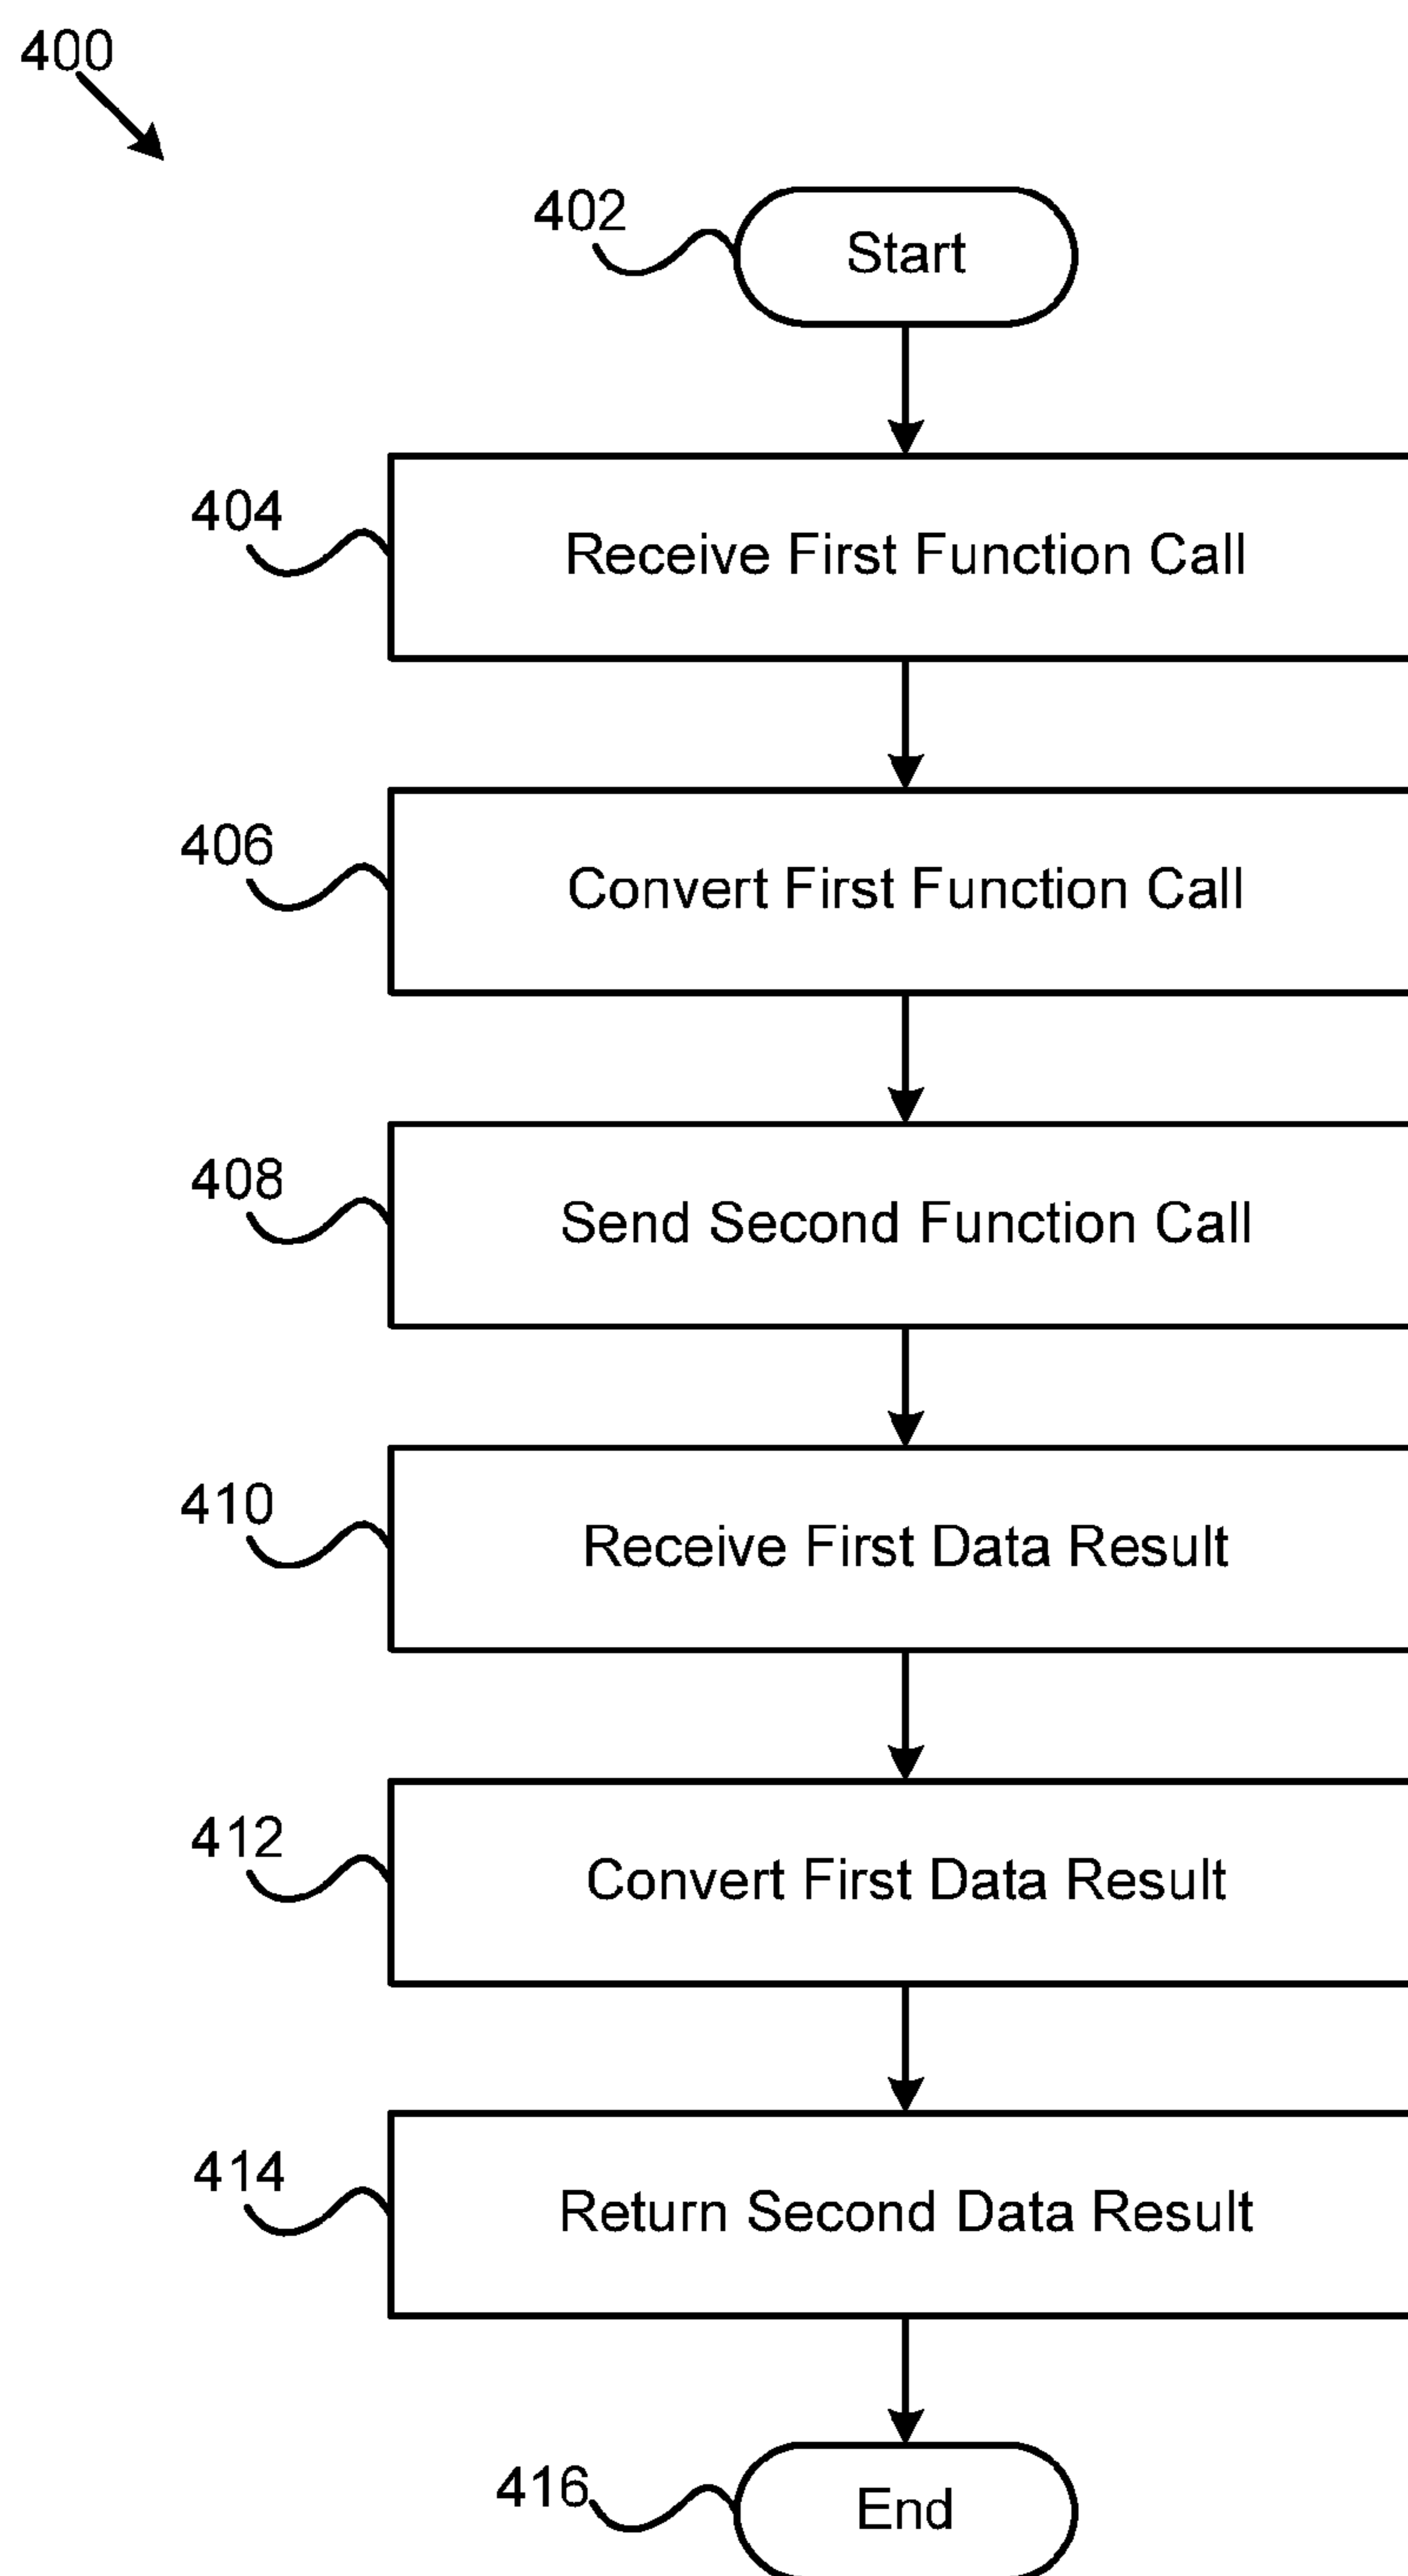 400
402
Start
404
Receive First Function Call
406
Convert First Function Call
408
Send Second Function Call
410
Receive First Data Result
412
Convert First Data Result
414
Return Second Data Result
416
End